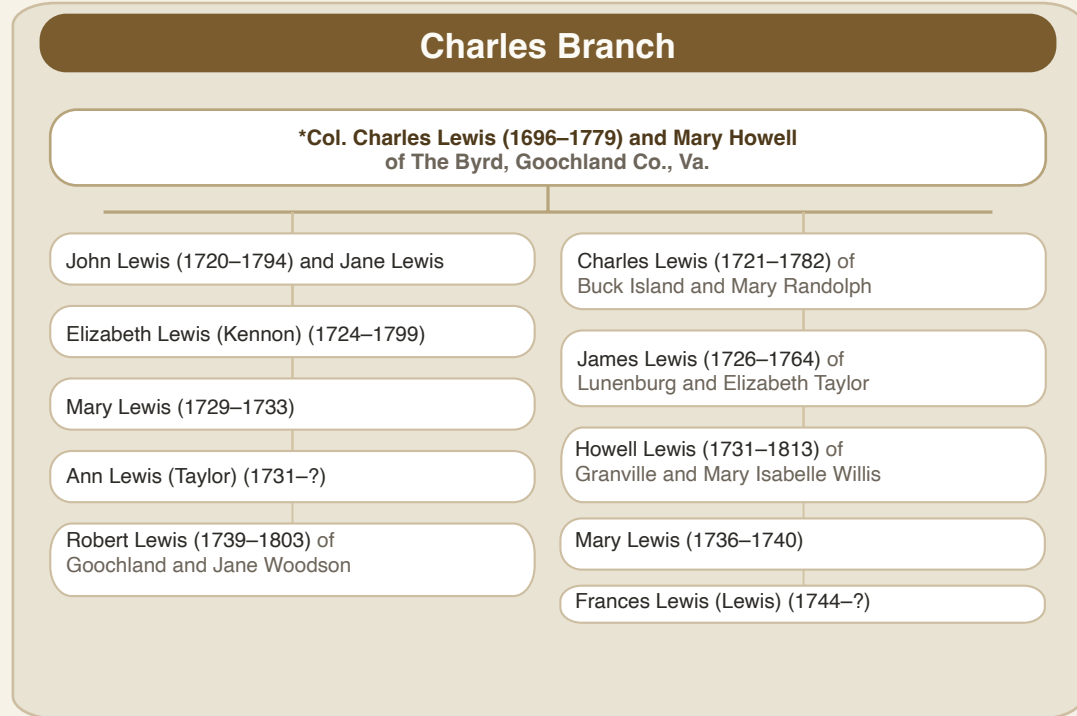 Charles Branch
*Col. Charles Lewis (1696–1779) and Mary Howell
of The Byrd, Goochland Co., Va.
John Lewis (1720–1794) and Jane Lewis
Elizabeth Lewis (Kennon) (1724–1799)
Mary Lewis (1729–1733)
Ann Lewis (Taylor) (1731–?)
Robert Lewis (1739–1803) of
Goochland and Jane Woodson
Charles Lewis (1721–1782) of
Buck Island and Mary Randolph
James Lewis (1726–1764) of
Lunenburg and Elizabeth Taylor
Howell Lewis (1731–1813) of
Granville and Mary Isabelle Willis
Mary Lewis (1736–1740)
Frances Lewis (Lewis) (1744–?)